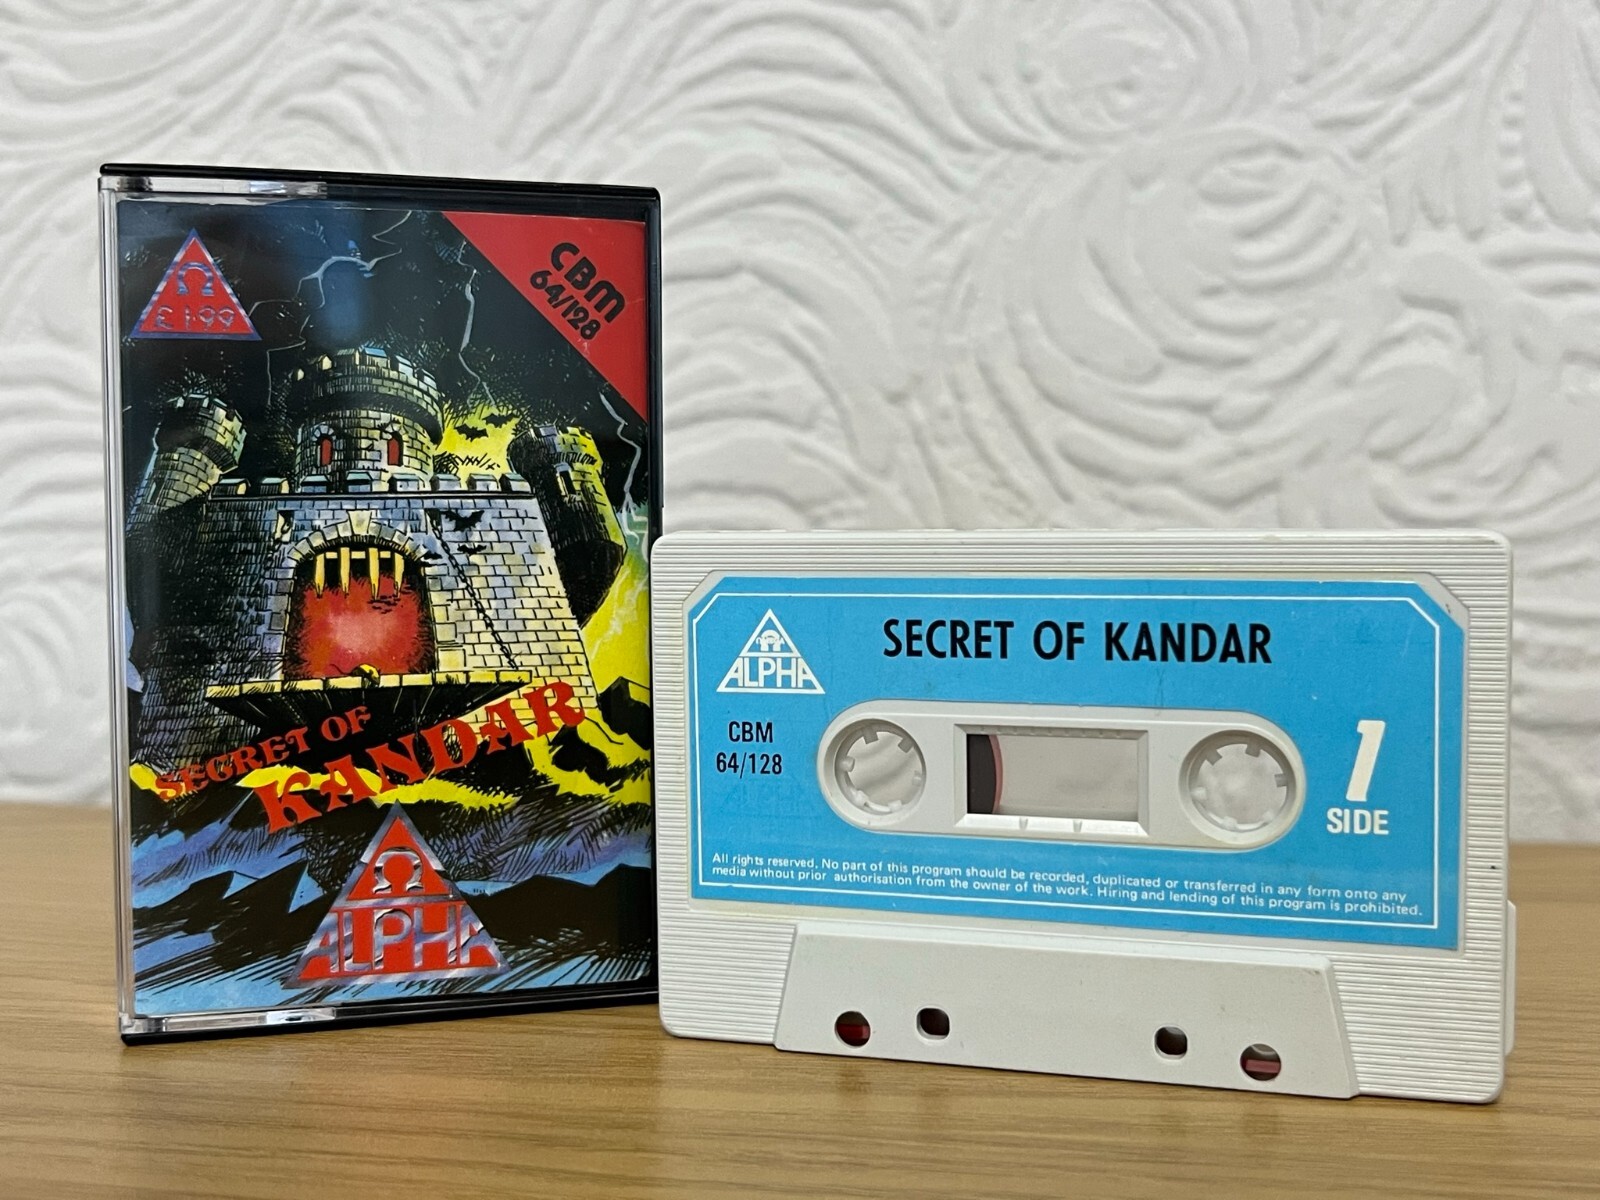 Ω
£1·99
CBM
64/128
SECRET OF
KANDAR
Ω
ALPHA
OMEGA
ALPHA
SECRET OF KANDAR
CBM
64/128
1
SIDE
All rights reserved. No part of this program should be recorded, duplicated or transferred in any form onto any
media without prior authorisation from the owner of the work. Hiring and lending of this program is prohibited.